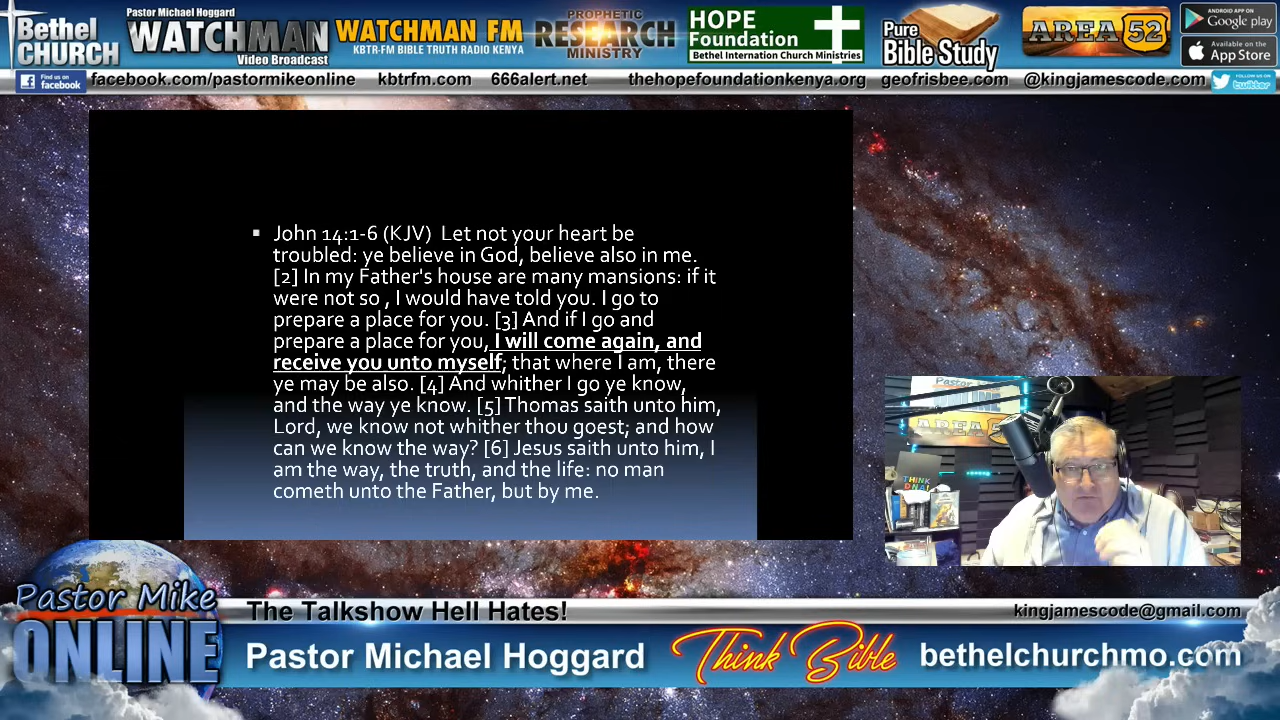 Bethel
CHURCH
Pastor Michael Hoggard
WATCHMAN
Video Broadcast
WATCHMAN FM
KBTR-FM BIBLE TRUTH RADIO KENYA
PROPHETIC
RESEARCH
MINISTRY
HOPE
Foundation
Bethel Internation Church Ministries
Pure
Bible Study
AREA 52
ANDROID APP ON
Google play
Available on the
App Store
Find us on
facebook
facebook.com/pastormikeonline kbtrfm.com 666alert.net thehopefoundationkenya.org geofrisbee.com @kingjamescode.com
FOLLOW US ON
twitter
▪ John 14:1-6 (KJV) Let not your heart be
troubled: ye believe in God, believe also in me.
[2] In my Father's house are many mansions: if it
were not so , I would have told you. I go to
prepare a place for you. [3] And if I go and
prepare a place for you, I will come again, and
receive you unto myself; that where I am, there
ye may be also. [4] And whither I go ye know,
and the way ye know. [5] Thomas saith unto him,
Lord, we know not whither thou goest; and how
can we know the way? [6] Jesus saith unto him, I
am the way, the truth, and the life: no man
cometh unto the Father, but by me.
AREA 5
THINK
DNA!
Pastor Mike
ONLINE
The Talkshow Hell Hates!
kingjamescode@gmail.com
Pastor Michael Hoggard
Think Bible
bethelchurchmo.com